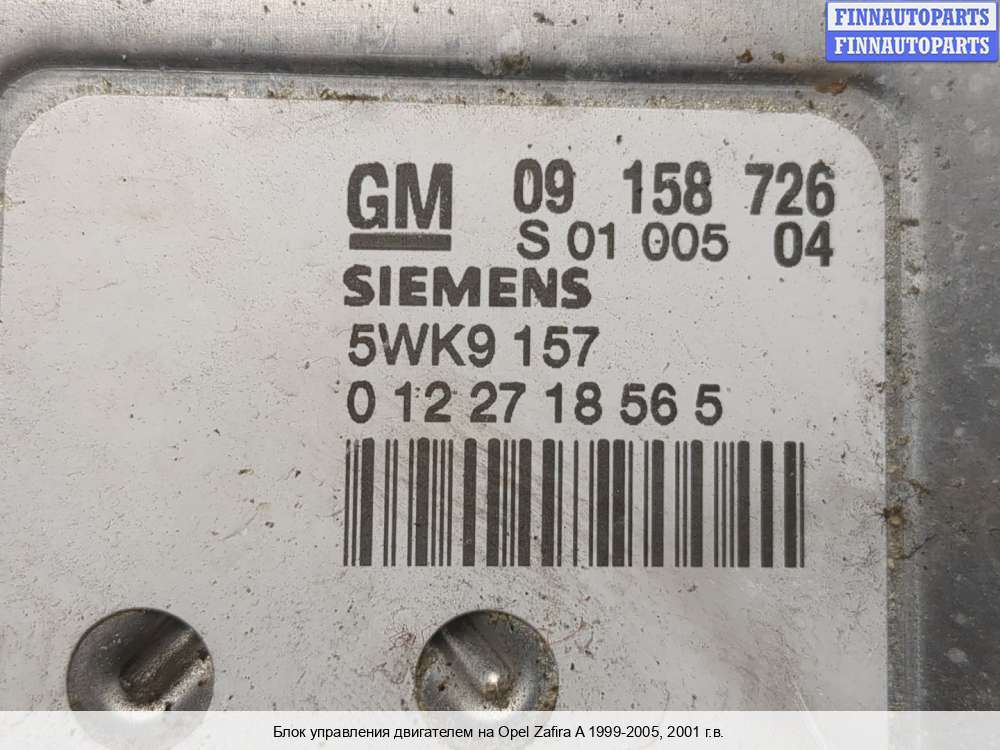 FINNAUTOPARTS
FINNAUTOPARTS
GM 09 158 726
S 01 005 04
SIEMENS
5WK9 157
0 12 27 18 56 5
Блок управления двигателем на Opel Zafira A 1999-2005, 2001 г.в.